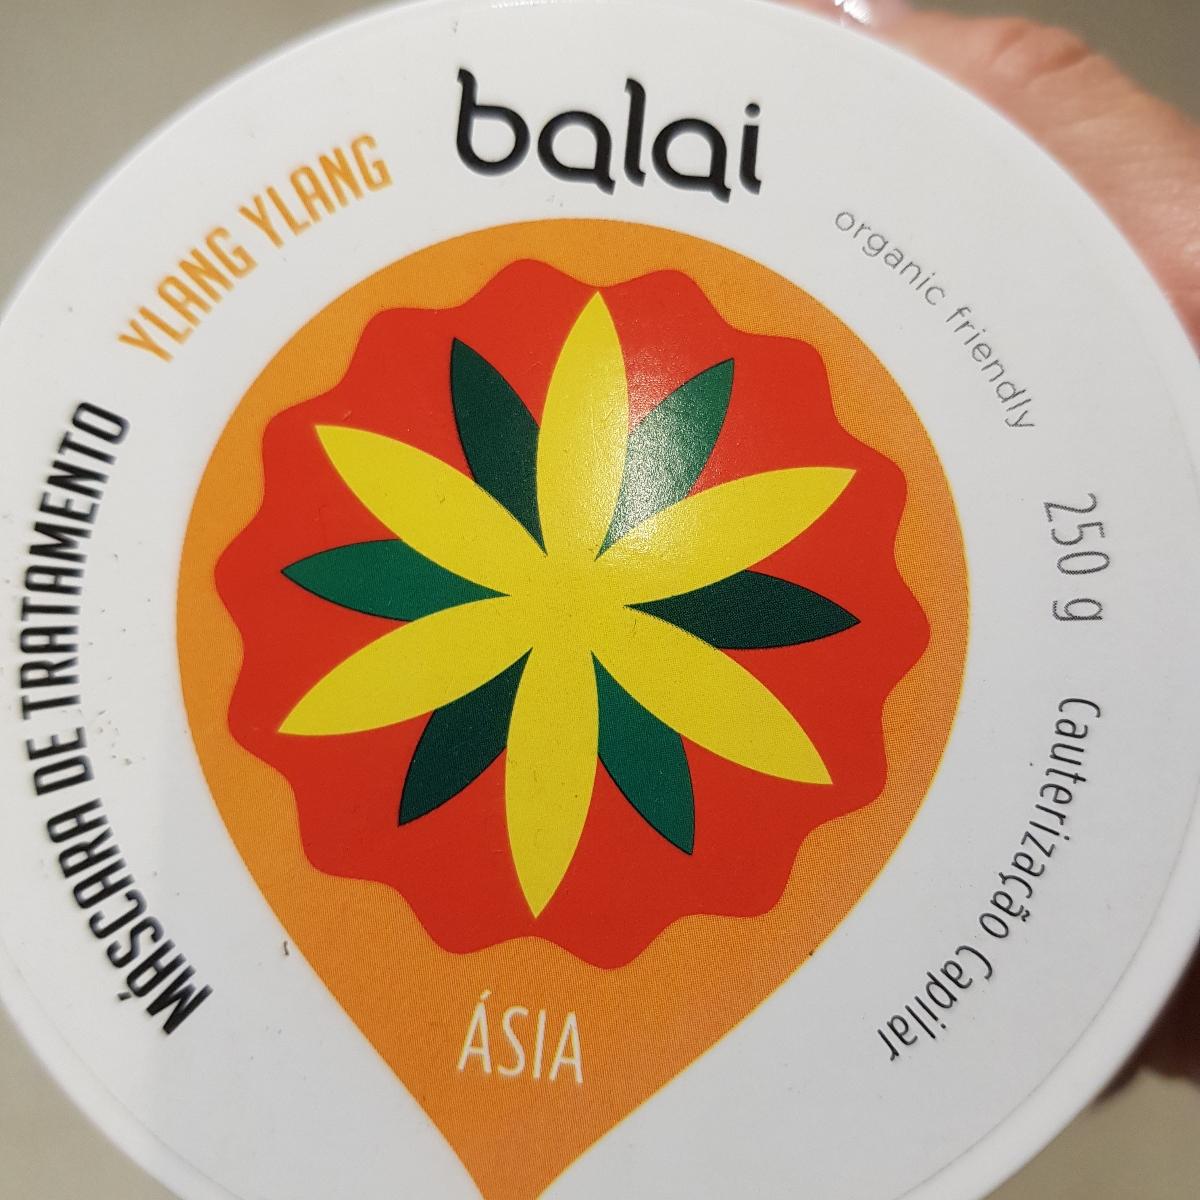 balai
organic friendly
250 g
Cauterização Capilar
MÁSCARA DE TRATAMENTO
YLANG YLANG
ÁSIA